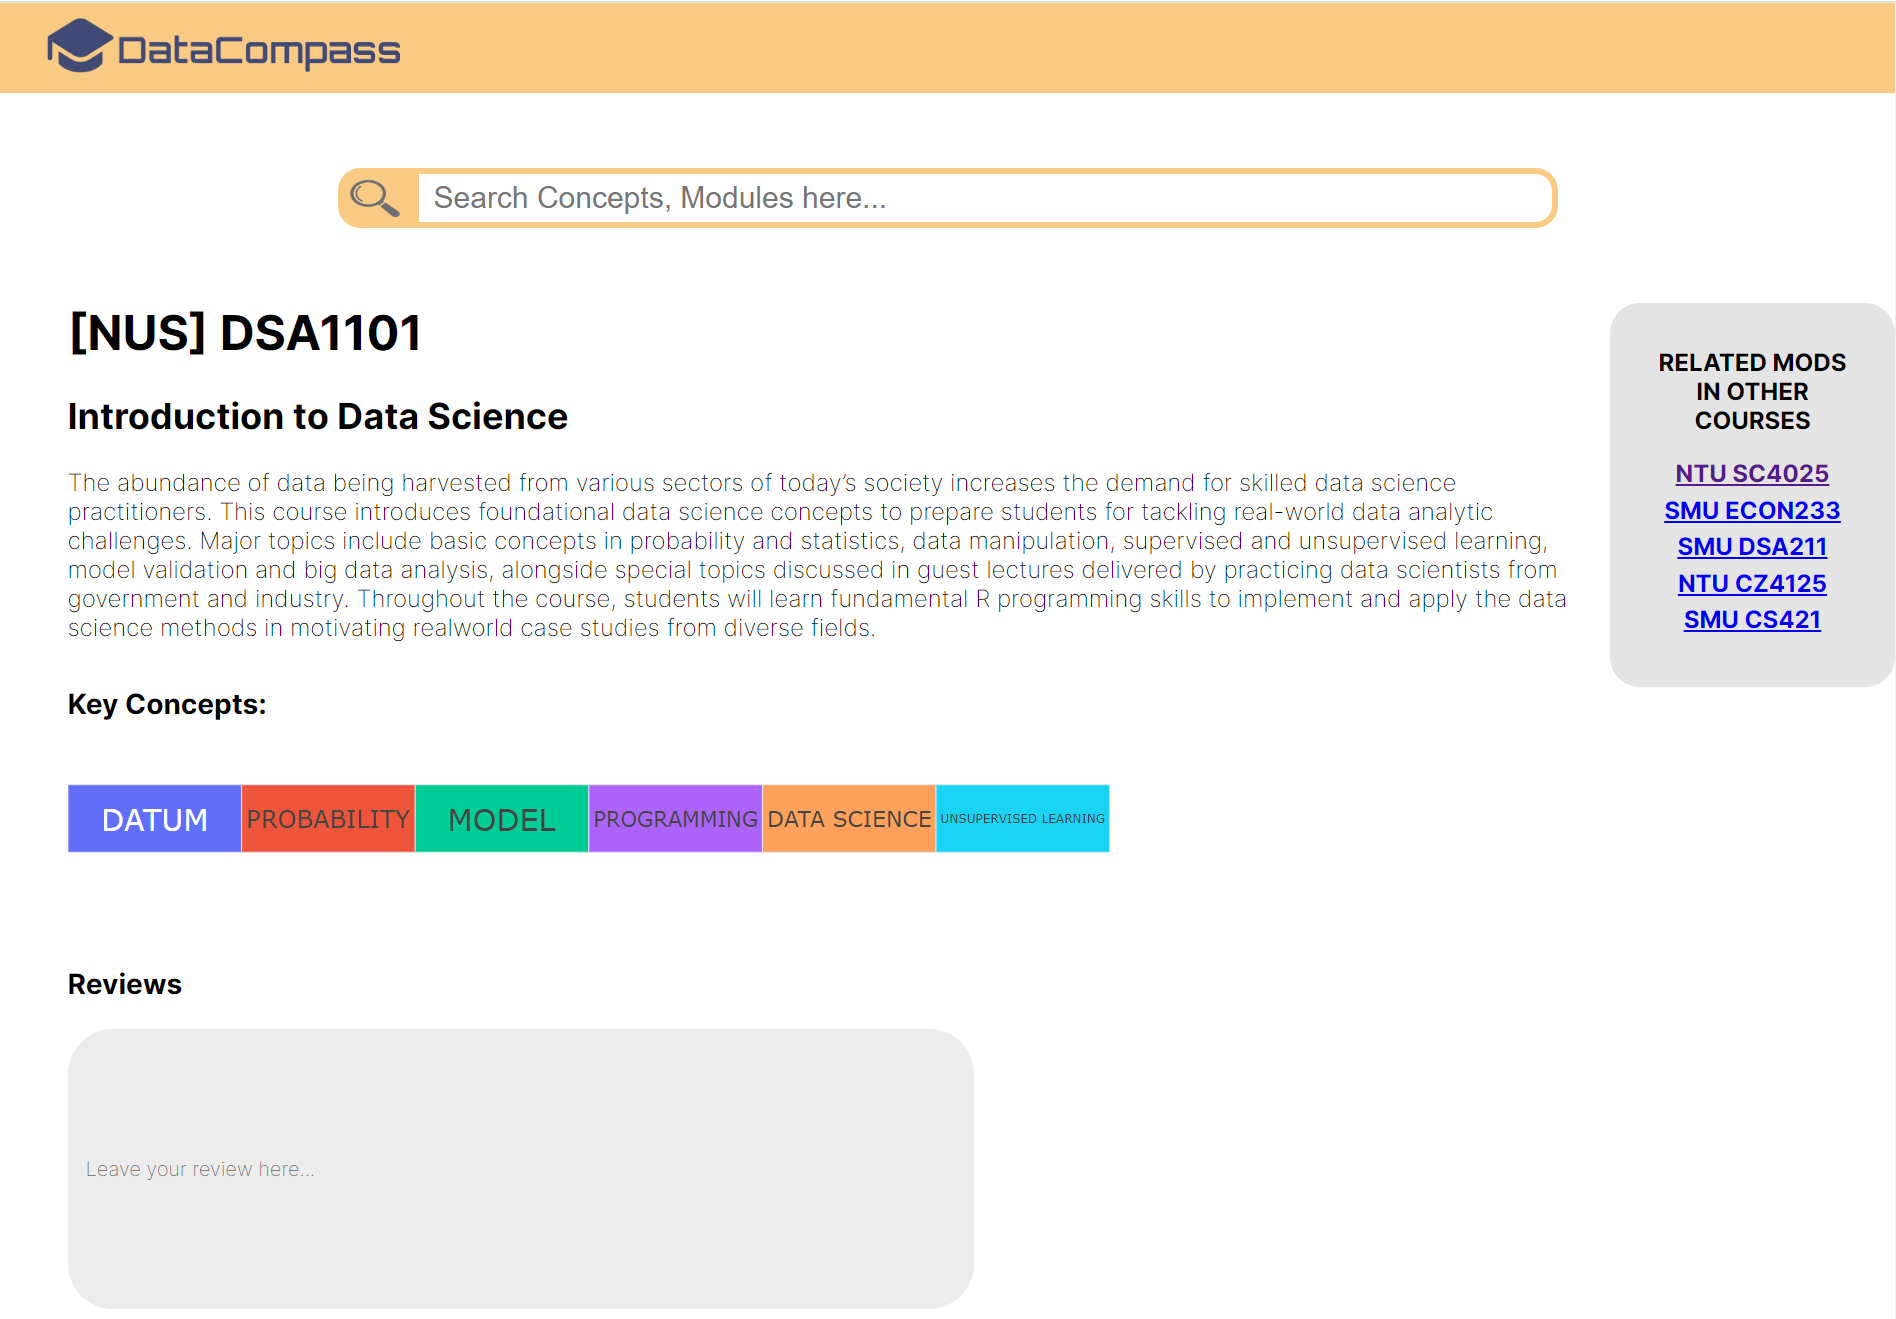 DataCompass
Search Concepts, Modules here...
[NUS] DSA1101
Introduction to Data Science
The abundance of data being harvested from various sectors of today’s society increases the demand for skilled data science
practitioners. This course introduces foundational data science concepts to prepare students for tackling real-world data analytic
challenges. Major topics include basic concepts in probability and statistics, data manipulation, supervised and unsupervised learning,
model validation and big data analysis, alongside special topics discussed in guest lectures delivered by practicing data scientists from
government and industry. Throughout the course, students will learn fundamental R programming skills to implement and apply the data
science methods in motivating realworld case studies from diverse fields.
Key Concepts:
DATUM PROBABILITY MODEL PROGRAMMING DATA SCIENCE UNSUPERVISED LEARNING
Reviews
Leave your review here...
RELATED MODS
IN OTHER
COURSES
NTU SC4025
SMU ECON233
SMU DSA211
NTU CZ4125
SMU CS421